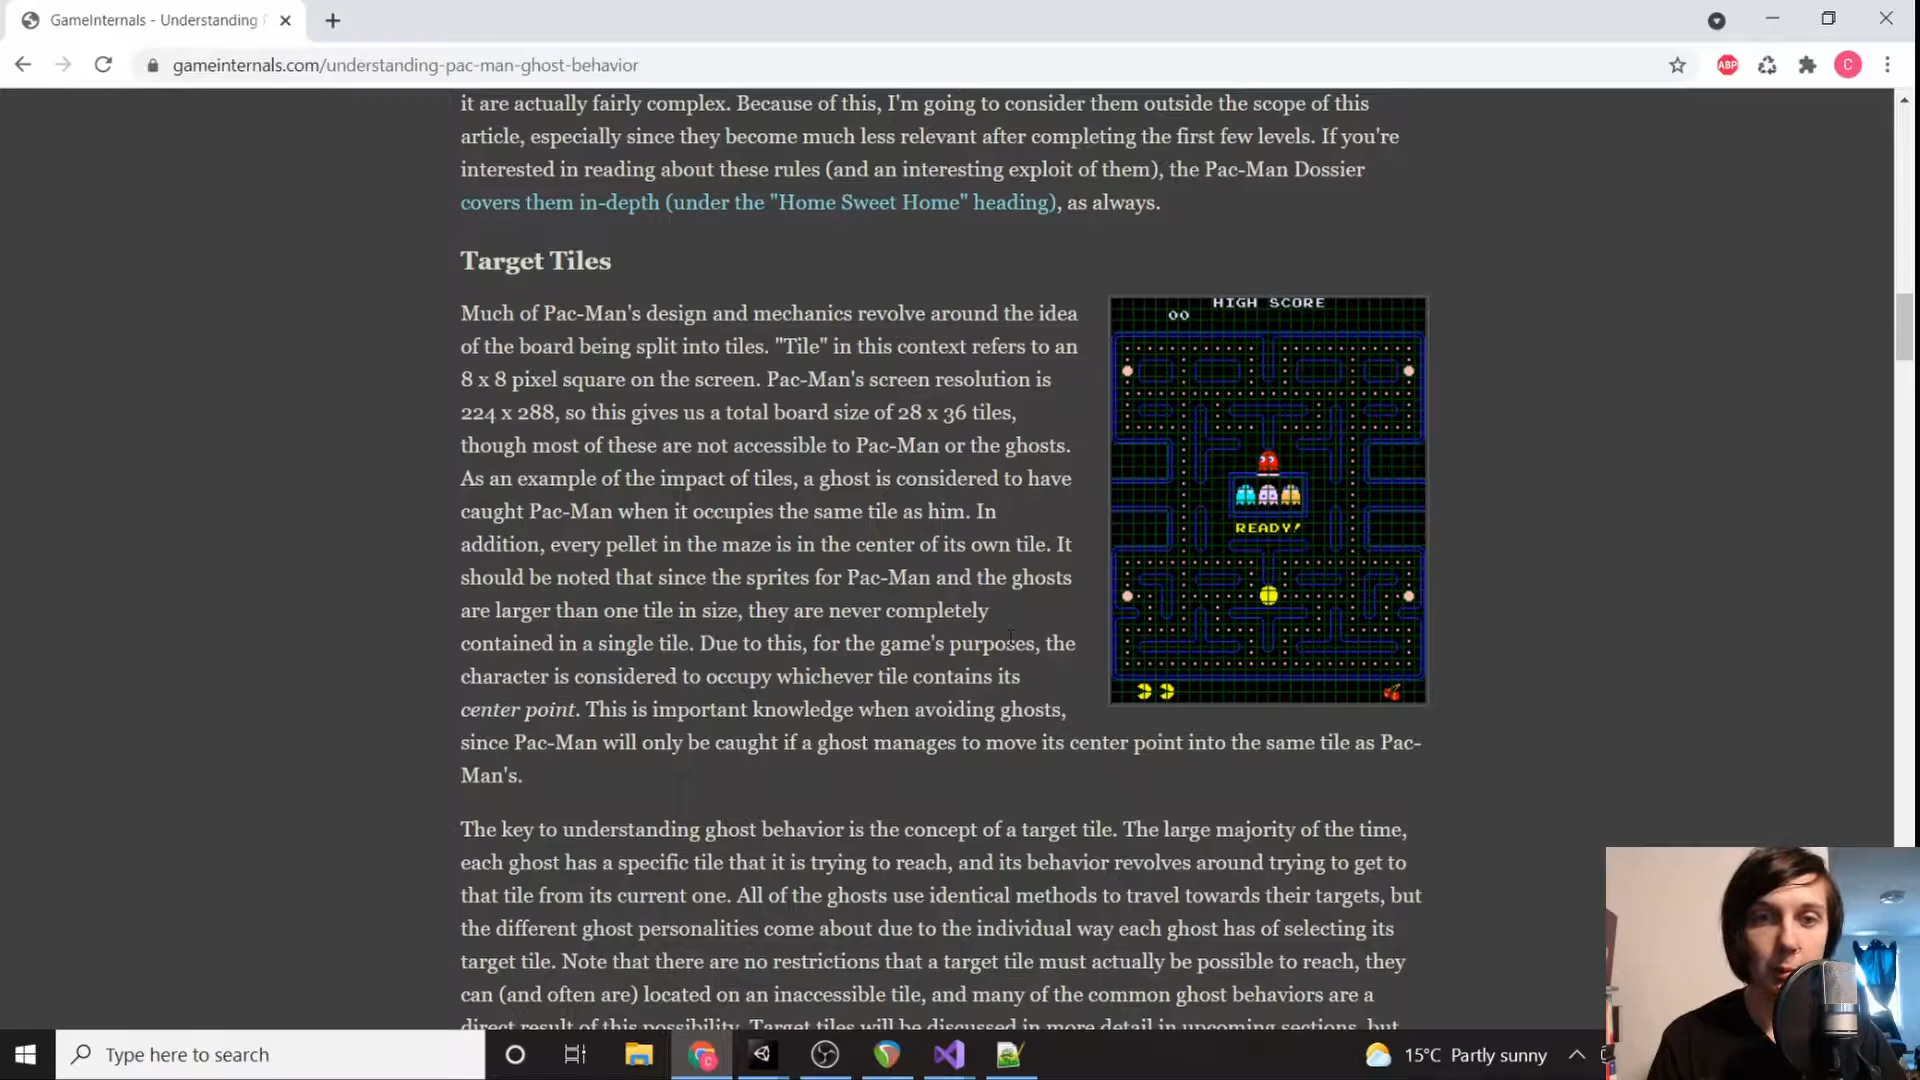 GameInternals - Understanding P
gameinternals.com/understanding-pac-man-ghost-behavior
ABP
C
it are actually fairly complex. Because of this, I'm going to consider them outside the scope of this
article, especially since they become much less relevant after completing the first few levels. If you're
interested in reading about these rules (and an interesting exploit of them), the Pac-Man Dossier
covers them in-depth (under the "Home Sweet Home" heading), as always.
Target Tiles
Much of Pac-Man's design and mechanics revolve around the idea
of the board being split into tiles. "Tile" in this context refers to an
8 x 8 pixel square on the screen. Pac-Man's screen resolution is
224 x 288, so this gives us a total board size of 28 x 36 tiles,
though most of these are not accessible to Pac-Man or the ghosts.
As an example of the impact of tiles, a ghost is considered to have
caught Pac-Man when it occupies the same tile as him. In
addition, every pellet in the maze is in the center of its own tile. It
should be noted that since the sprites for Pac-Man and the ghosts
are larger than one tile in size, they are never completely
contained in a single tile. Due to this, for the game's purposes, the
character is considered to occupy whichever tile contains its
center point. This is important knowledge when avoiding ghosts,
since Pac-Man will only be caught if a ghost manages to move its center point into the same tile as Pac-
Man's.
HIGH SCORE
00
READY!
The key to understanding ghost behavior is the concept of a target tile. The large majority of the time,
each ghost has a specific tile that it is trying to reach, and its behavior revolves around trying to get to
that tile from its current one. All of the ghosts use identical methods to travel towards their targets, but
the different ghost personalities come about due to the individual way each ghost has of selecting its
target tile. Note that there are no restrictions that a target tile must actually be possible to reach, they
can (and often are) located on an inaccessible tile, and many of the common ghost behaviors are a
direct result of this possibility. Target tiles will be discussed in more detail in upcoming sections, but
Type here to search
15°C Partly sunny